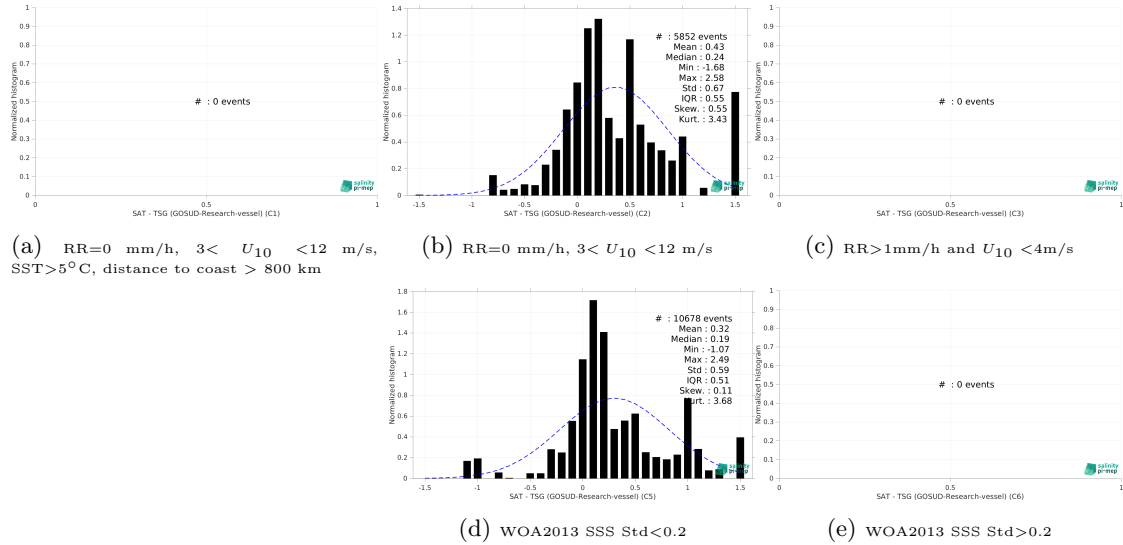 1
0.9
0.8
0.7
0.6
0.5
0.4
0.3
0.2
0.1
0
Normalized histogram
# : 0 events
0 0.5 1
SAT - TSG (GOSUD-Research-vessel) (C1)
salinity
pi-mep
(a) RR=0 mm/h, 3< U10 <12 m/s,
SST>5°C, distance to coast > 800 km
1.4
1.2
1
0.8
0.6
0.4
0.2
0
Normalized histogram
# : 5852 events
Mean : 0.43
Median : 0.24
Min : -1.68
Max : 2.58
Std : 0.67
IQR : 0.55
Skew. : 0.55
Kurt. : 3.43
-1.5 -1 -0.5 0 0.5 1 1.5
SAT - TSG (GOSUD-Research-vessel) (C2)
salinity
pi-mep
(b) RR=0 mm/h, 3< U10 <12 m/s
1
0.9
0.8
0.7
0.6
0.5
0.4
0.3
0.2
0.1
0
Normalized histogram
# : 0 events
0 0.5 1
SAT - TSG (GOSUD-Research-vessel) (C3)
salinity
pi-mep
(c) RR>1mm/h and U10 <4m/s
1.8
1.6
1.4
1.2
1
0.8
0.6
0.4
0.2
0
Normalized histogram
# : 10678 events
Mean : 0.32
Median : 0.19
Min : -1.07
Max : 2.49
Std : 0.59
IQR : 0.51
Skew. : 0.11
Kurt. : 3.68
-1.5 -1 -0.5 0 0.5 1 1.5
SAT - TSG (GOSUD-Research-vessel) (C5)
salinity
pi-mep
(d) WOA2013 SSS Std<0.2
1
0.9
0.8
0.7
0.6
0.5
0.4
0.3
0.2
0.1
0
Normalized histogram
# : 0 events
0 0.5 1
SAT - TSG (GOSUD-Research-vessel) (C6)
salinity
pi-mep
(e) WOA2013 SSS Std>0.2